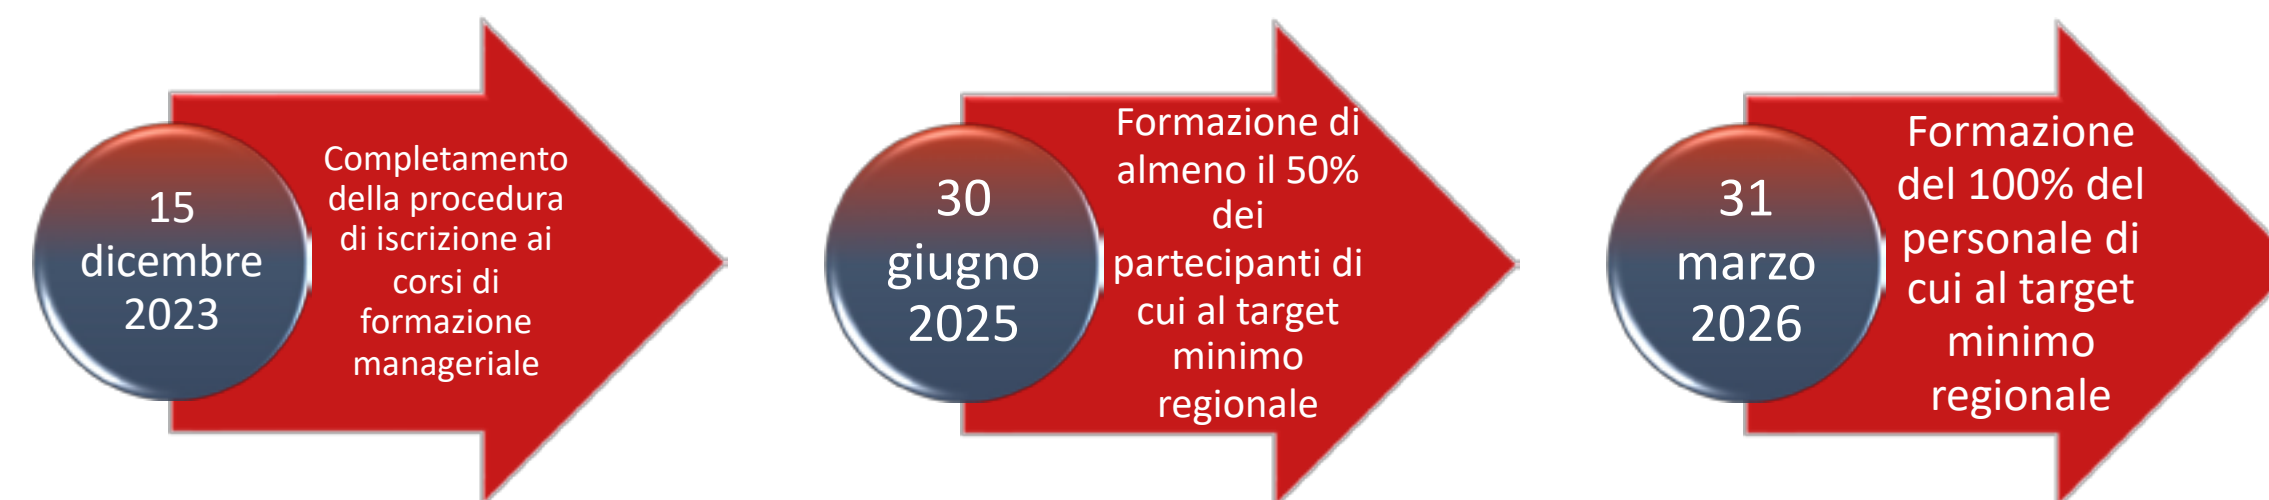 15
dicembre
2023
Completamento
della procedura
di iscrizione ai
corsi di
formazione
manageriale
30
giugno
2025
Formazione di
almeno il 50%
dei
partecipanti di
cui al target
minimo
regionale
31
marzo
2026
Formazione
del 100% del
personale di
cui al target
minimo
regionale